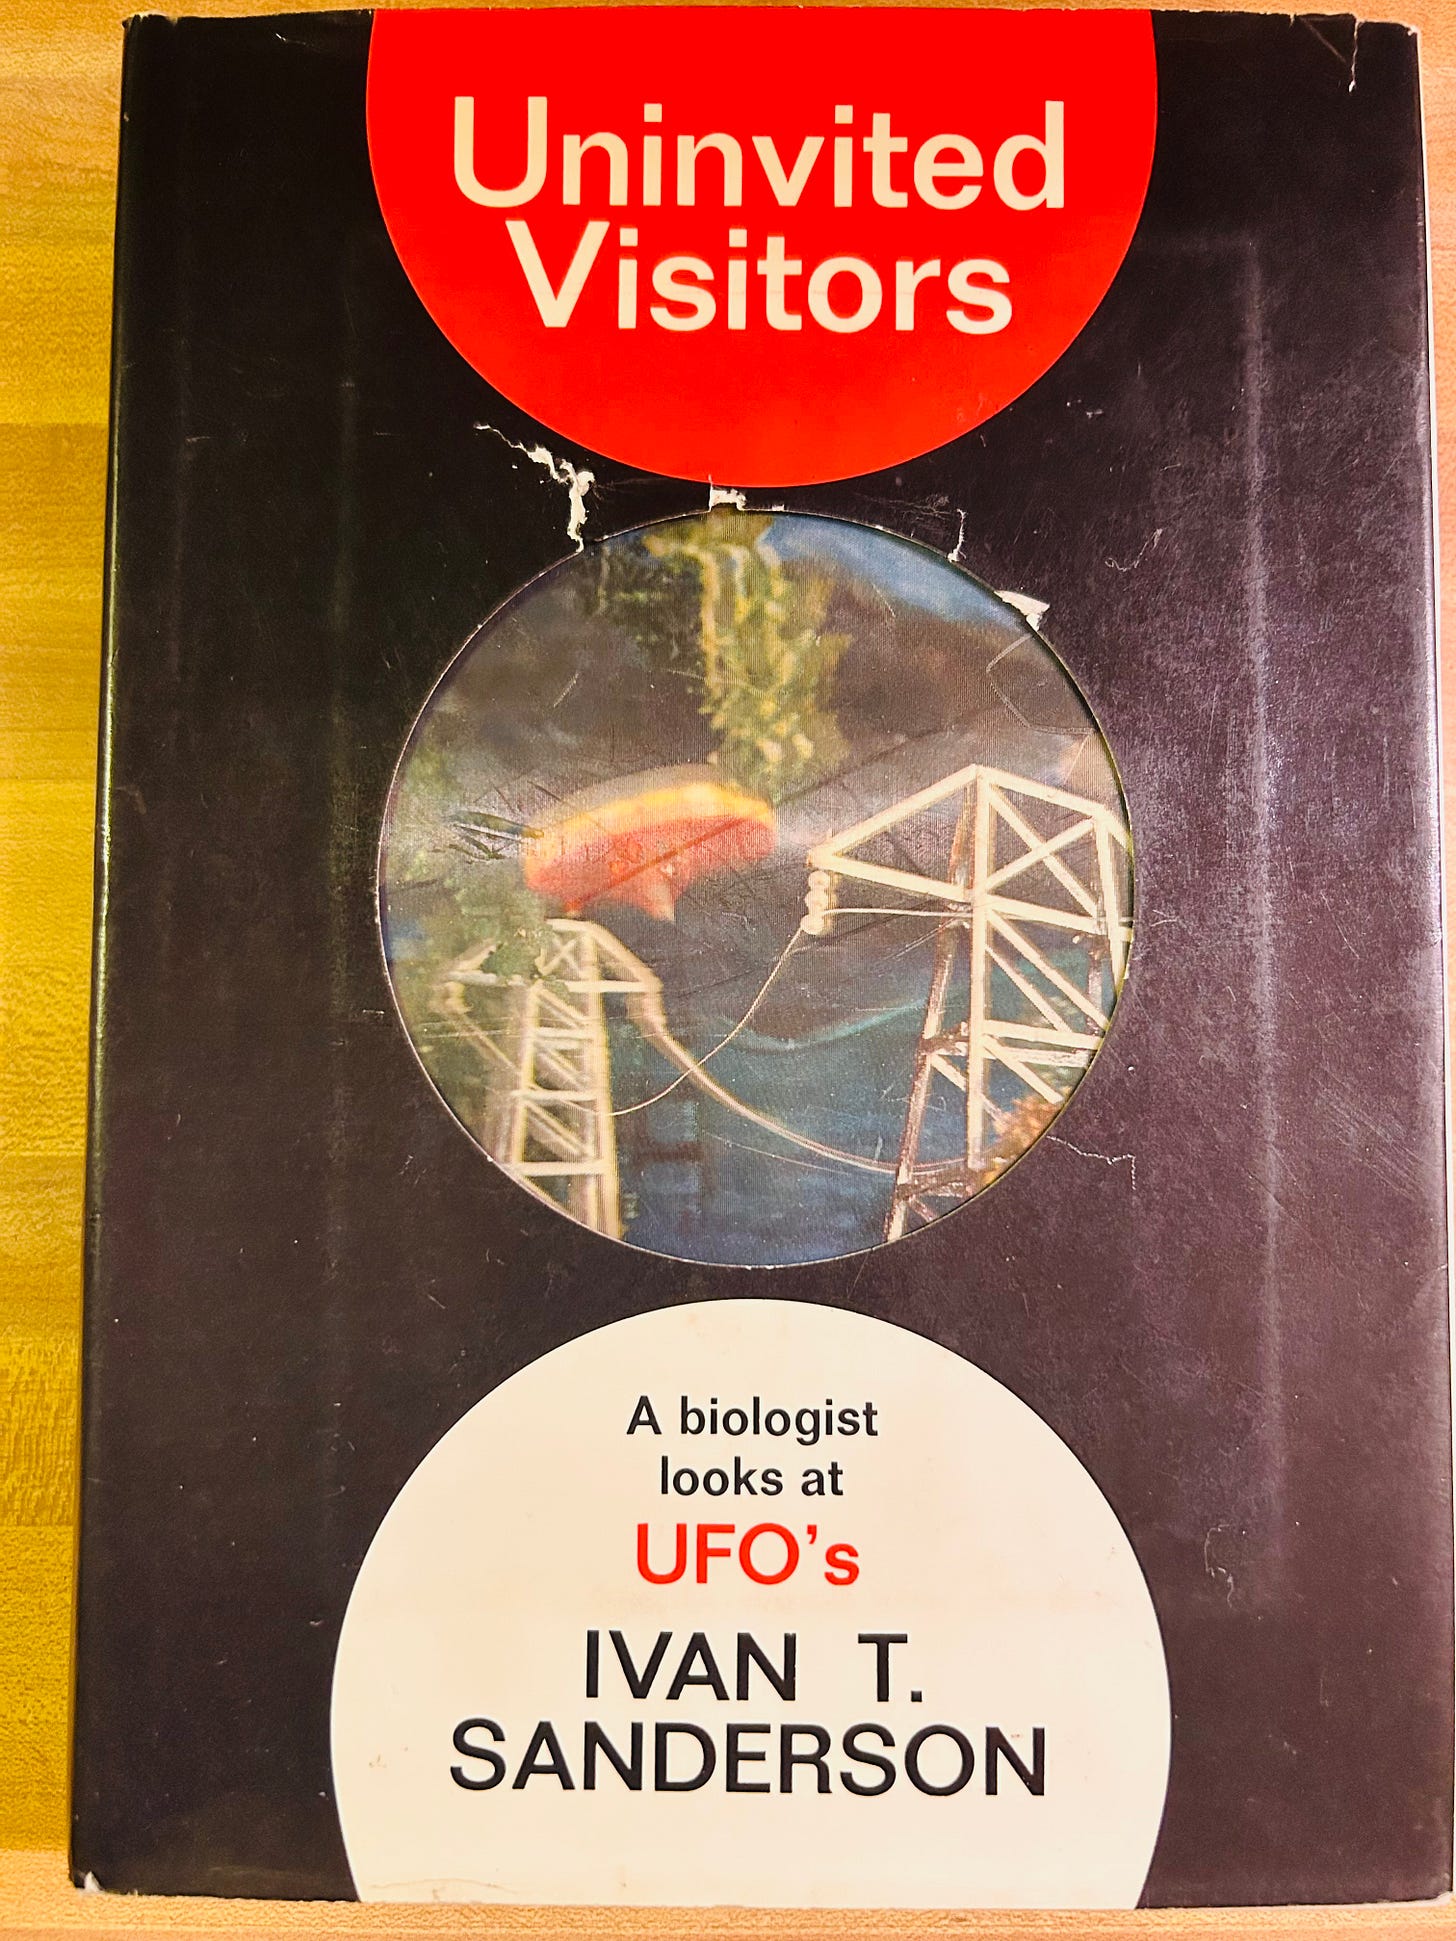 Uninvited
Visitors
A biologist
looks at
UFO's
IVAN T.
SANDERSON